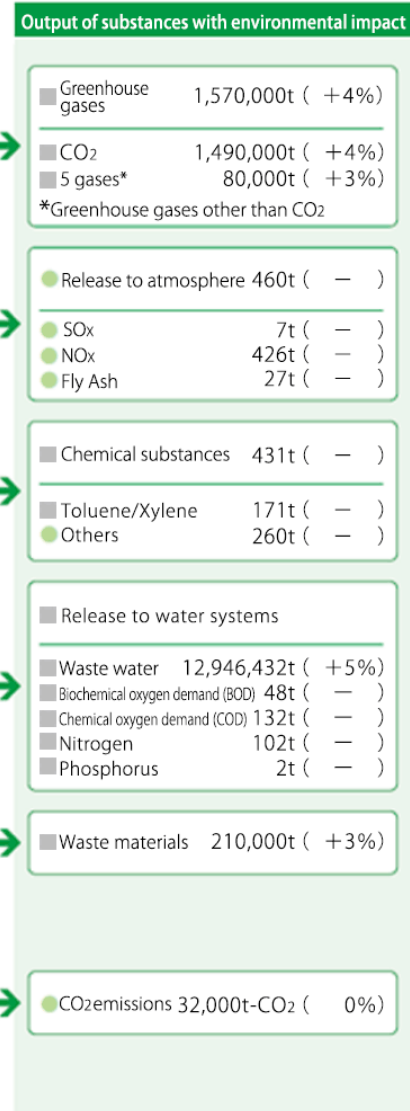 Output of substances with environmental impact
Greenhouse gases 1,570,000t ( +4%)
CO2 1,490,000t ( +4%)
5 gases* 80,000t ( +3%)
*Greenhouse gases other than CO2
Release to atmosphere 460t ( － )
SOx 7t ( － )
NOx 426t ( － )
Fly Ash 27t ( － )
Chemical substances 431t ( － )
Toluene/Xylene 171t ( － )
Others 260t ( － )
Release to water systems
Waste water 12,946,432t ( +5%)
Biochemical oxygen demand (BOD) 48t ( － )
Chemical oxygen demand (COD) 132t ( － )
Nitrogen 102t ( － )
Phosphorus 2t ( － )
Waste materials 210,000t ( +3%)
CO2emissions 32,000t-CO2 ( 0%)